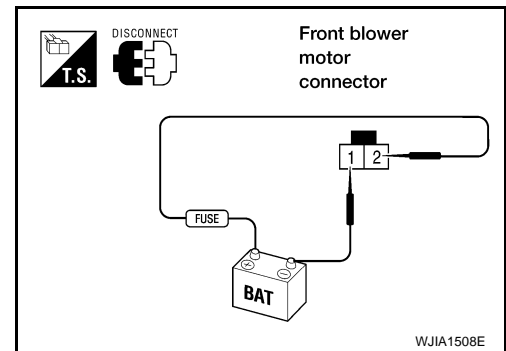 DISCONNECT
T.S.
Front blower
motor
connector
1 2
FUSE
+ −
BAT
WJIA1508E